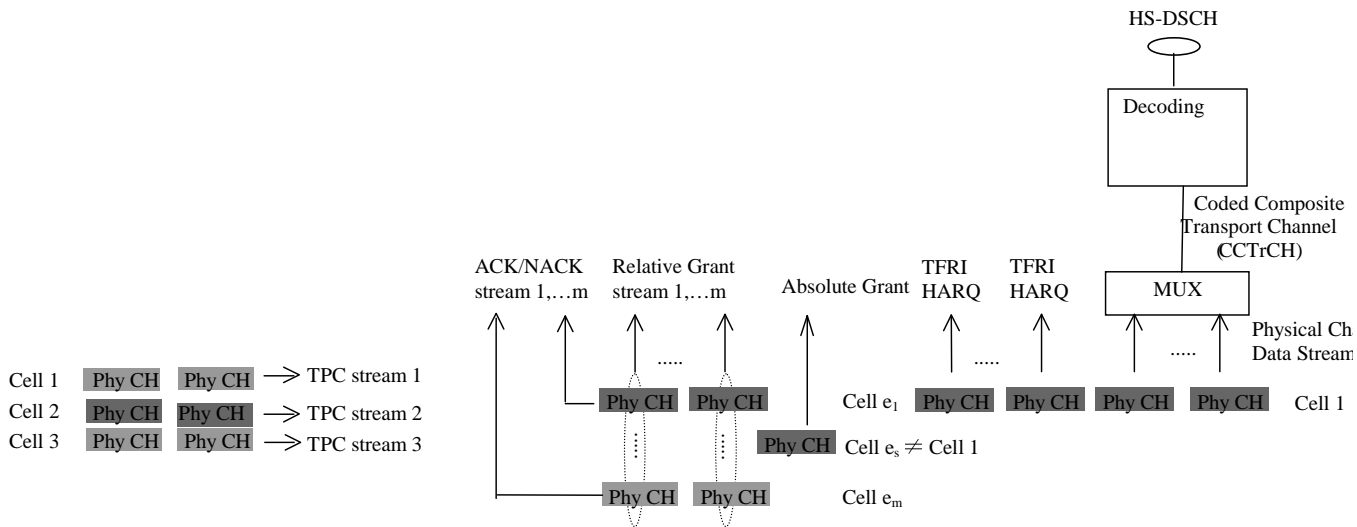 HS-DSCH
Decoding
Coded Composite
Transport Channel
(CCTrCH)
ACK/NACK
stream 1,…m
Relative Grant
stream 1,…m
Absolute Grant
TFRI
HARQ
TFRI
HARQ
MUX
Physical Cha
Data Stream
.....
.....
.....
Cell 1 Phy CH Phy CH TPC stream 1
Cell 2 Phy CH Phy CH TPC stream 2
Cell 3 Phy CH Phy CH TPC stream 3
Phy CH Phy CH Cell e₁ Phy CH Phy CH Phy CH Phy CH Cell 1
Phy CH Cell eₛ ≠ Cell 1
Phy CH Phy CH Cell eₘ